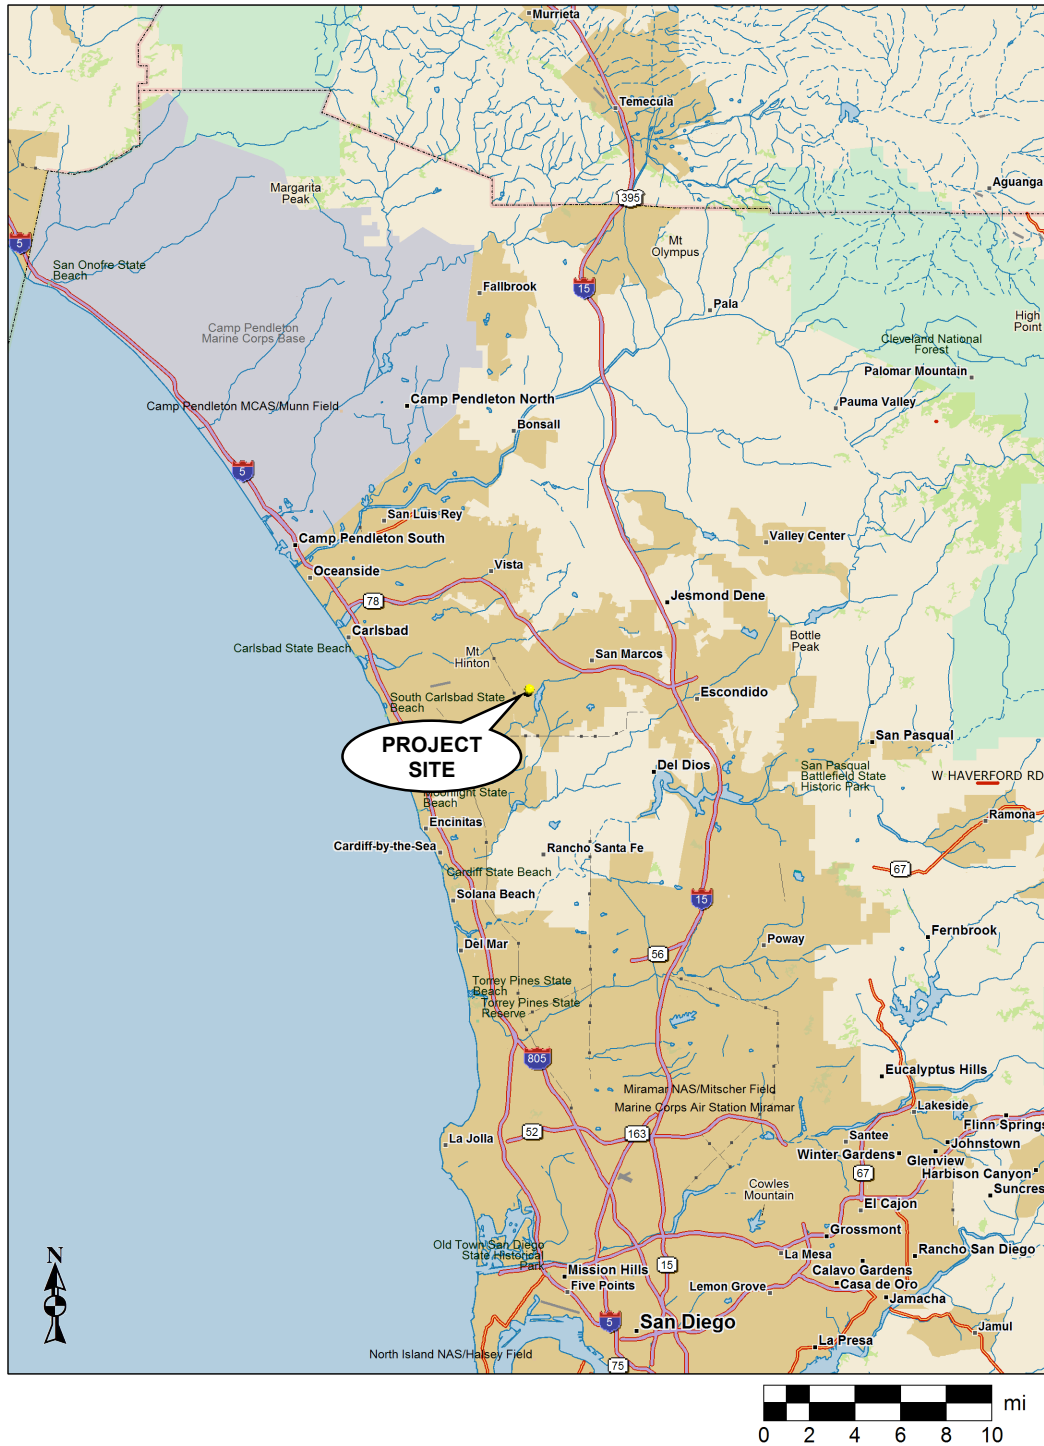 Murrieta
Temecula
Aguanga
Margarita
Peak
395
5
Mt
Olympus
San Onofre State
Beach
Fallbrook
15
Pala
High
Point
Camp Pendleton
Marine Corps Base
Cleveland National
Forest
Palomar Mountain
Camp Pendleton MCAS/Munn Field
Camp Pendleton North
Pauma Valley
Bonsall
5
San Luis Rey
Camp Pendleton South
Valley Center
Oceanside
Vista
78
Jesmond Dene
Carlsbad
Carlsbad State Beach
Mt
Hinton
San Marcos
Bottle
Peak
South Carlsbad State
Beach
Escondido
PROJECT
SITE
San Pasqual
Del Dios
San Pasqual
Battlefield State
Historic Park
W HAVERFORD RD
Moonlight State
Beach
Encinitas
Ramona
Cardiff-by-the-Sea
Rancho Santa Fe
Cardiff State Beach
67
Solana Beach
15
Del Mar
56
Poway
Fernbrook
Torrey Pines State
Beach
Torrey Pines State
Reserve
805
Eucalyptus Hills
Miramar NAS/Mitscher Field
Marine Corps Air Station Miramar
Lakeside
Flinn Springs
La Jolla
52
163
Santee
Johnstown
Winter Gardens
Glenview
67
Harbison Canyon
Cowles
Mountain
Suncres
El Cajon
Grossmont
Old Town San Diego
State Historical
Park
La Mesa
Rancho San Diego
Mission Hills
15
Calavo Gardens
Five Points
Lemon Grove
Casa de Oro
Jamacha
5
San Diego
Jamul
La Presa
North Island NAS/Halsey Field
75
N
mi
0 2 4 6 8 10